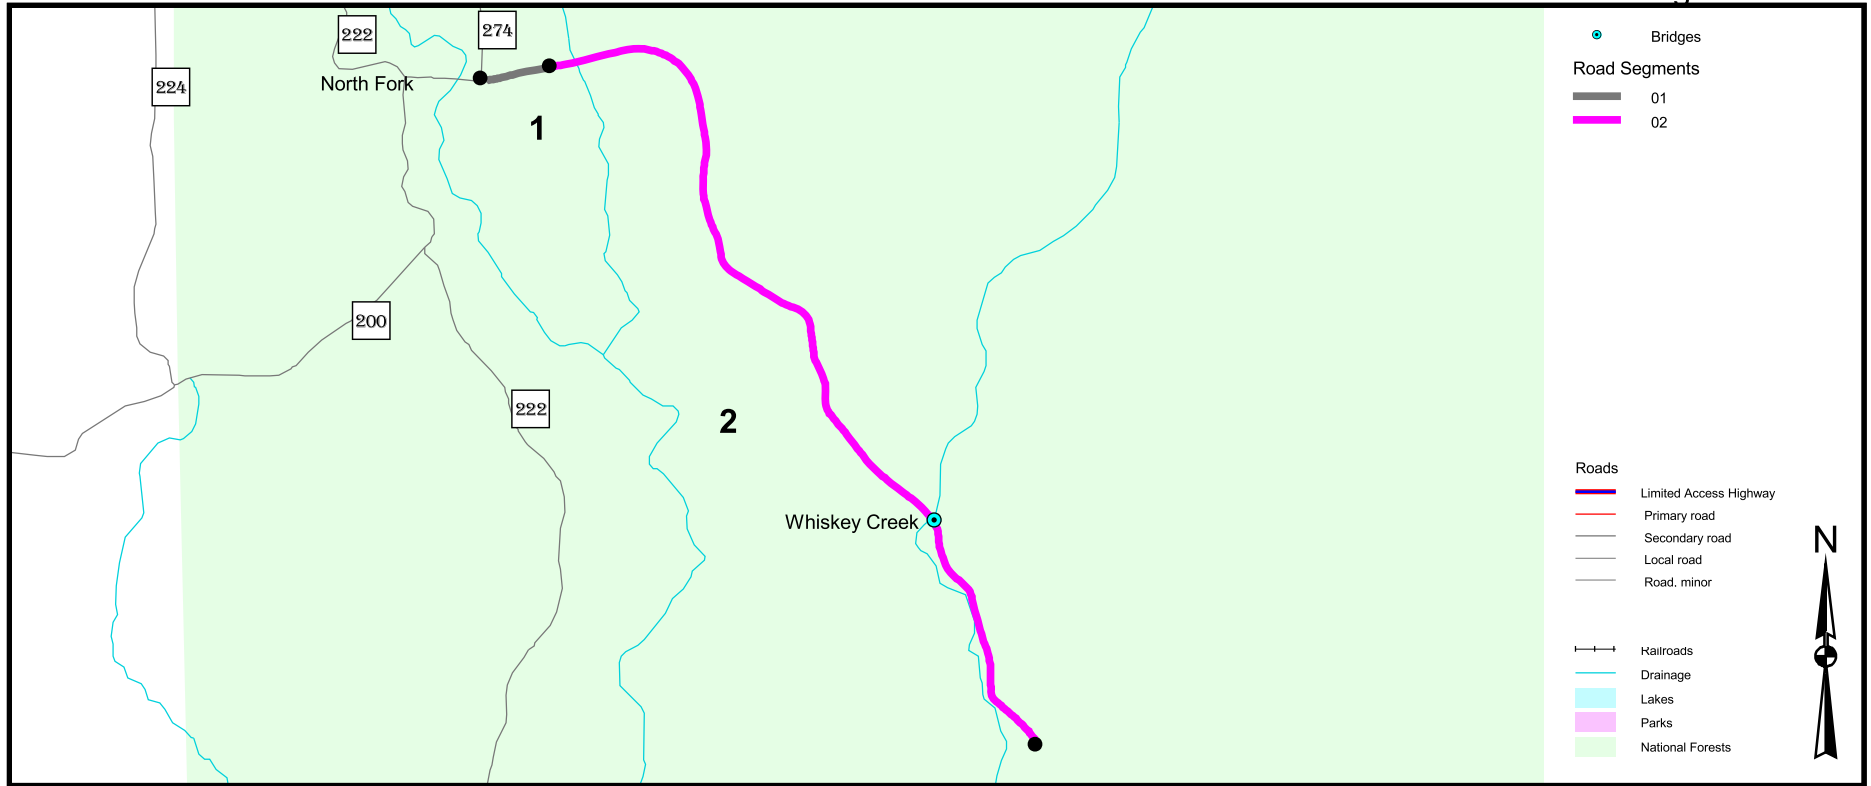 222
274
Bridges
Road Segments
North Fork
224
01
1
02
200
222
2
Roads
Limited Access Highway
Primary road
Whiskey Creek
Secondary road
N
Local road
Road, minor
Railroads
Drainage
Lakes
Parks
National Forests